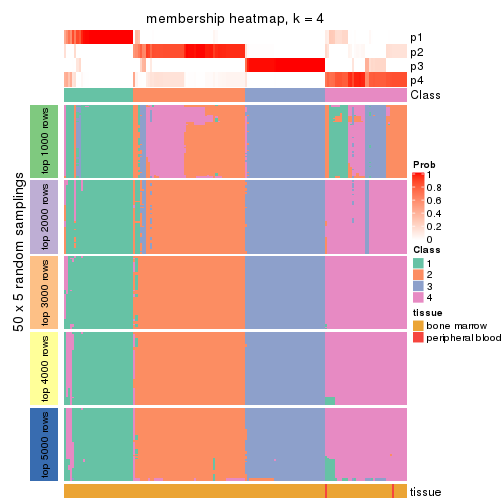 membership heatmap, k = 4
p1
p2
p3
p4
Class
50 x 5 random samplings
top 1000 rows
top 2000 rows
top 3000 rows
top 4000 rows
top 5000 rows
Prob
1
0.8
0.6
0.4
0.2
0
Class
1
2
3
4
tissue
bone marrow
peripheral blood
tissue